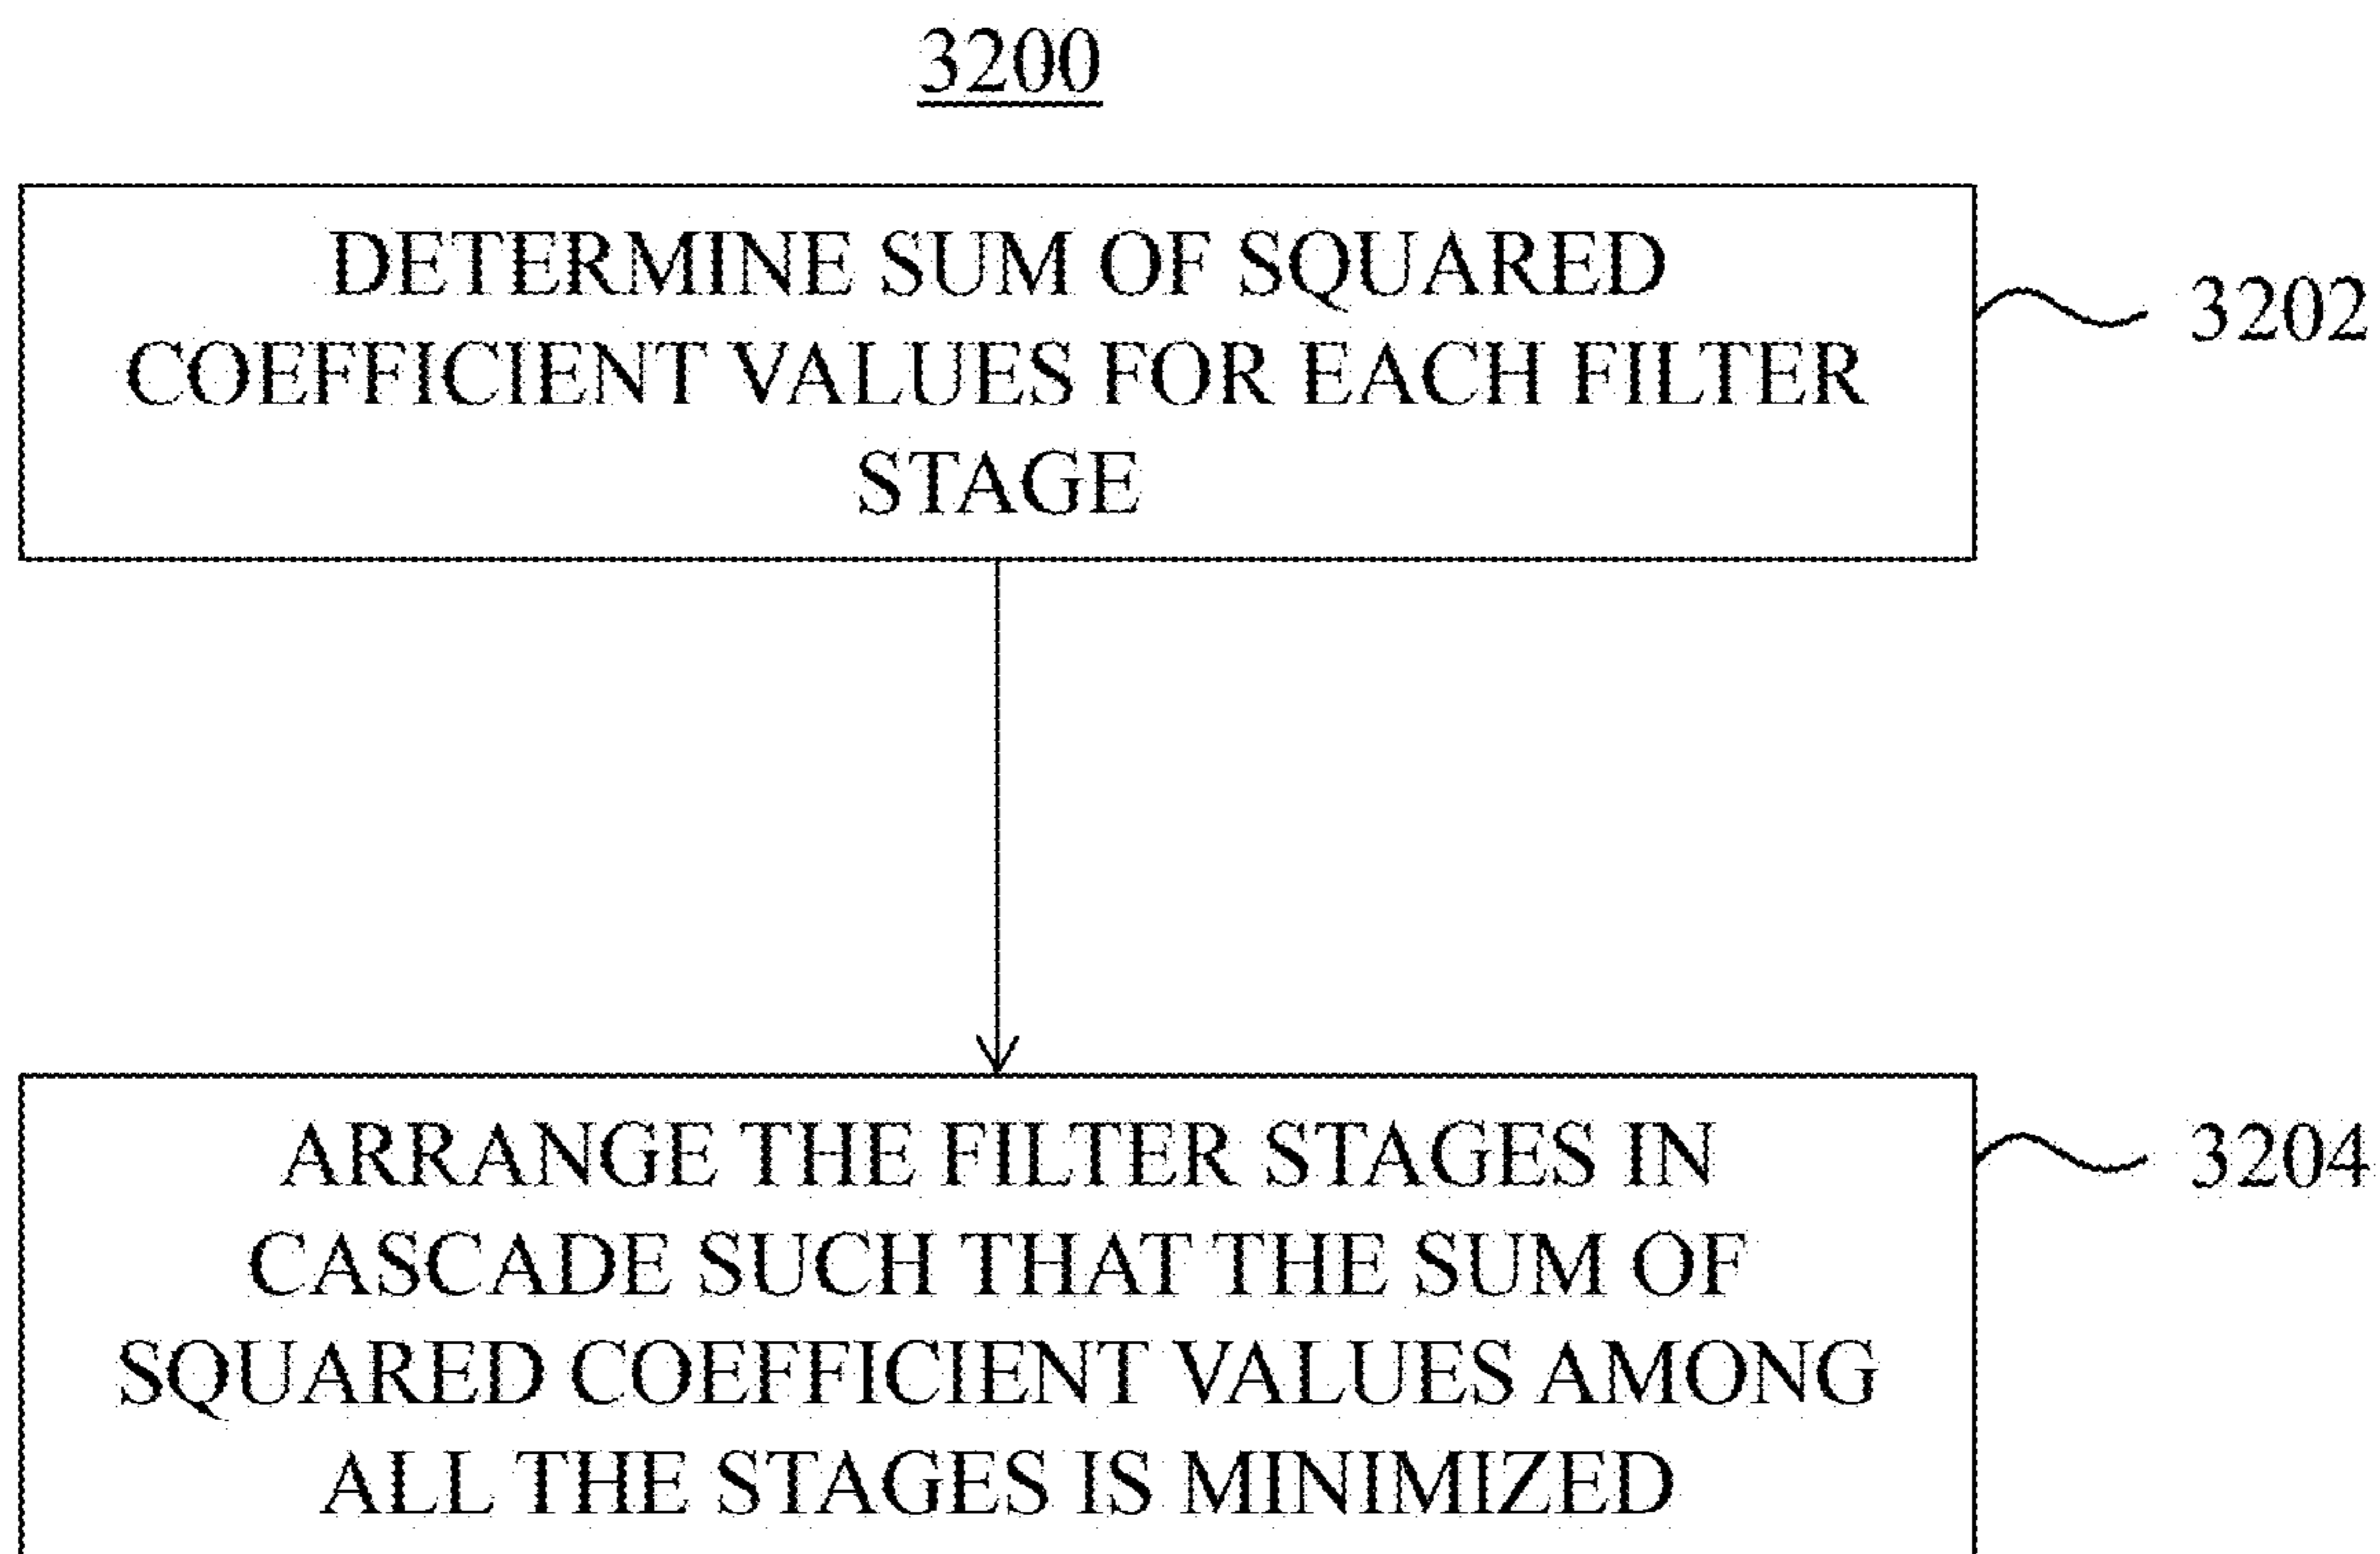 3200
DETERMINE SUM OF SQUARED
COEFFICIENT VALUES FOR EACH FILTER
STAGE
3202
ARRANGE THE FILTER STAGES IN
CASCADE SUCH THAT THE SUM OF
SQUARED COEFFICIENT VALUES AMONG
ALL THE STAGES IS MINIMIZED
3204